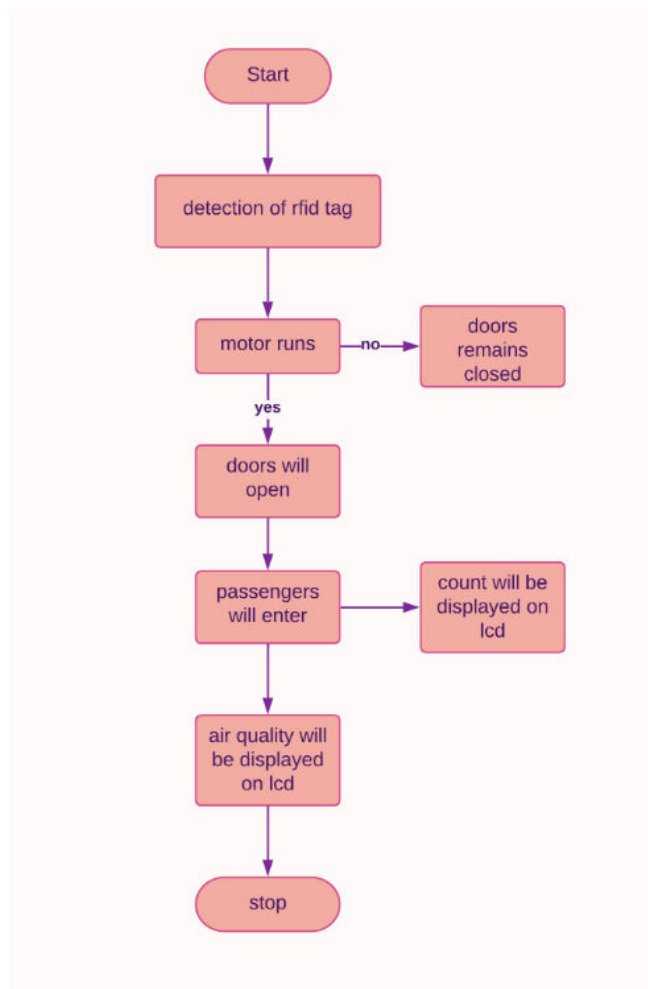 Start
detection of rfid tag
motor runs
no
doors
remains
closed
yes
doors will
open
passengers
will enter
count will be
displayed on
lcd
air quality will
be displayed
on lcd
stop